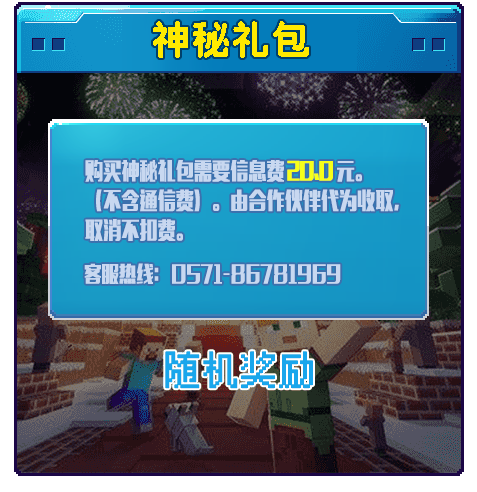 神秘礼包
购买神秘礼包需要信息费20.0元。
（不含通信费）。由合作伙伴代为收取,
取消不扣费。
客服热线：0571-86781969
随机奖励